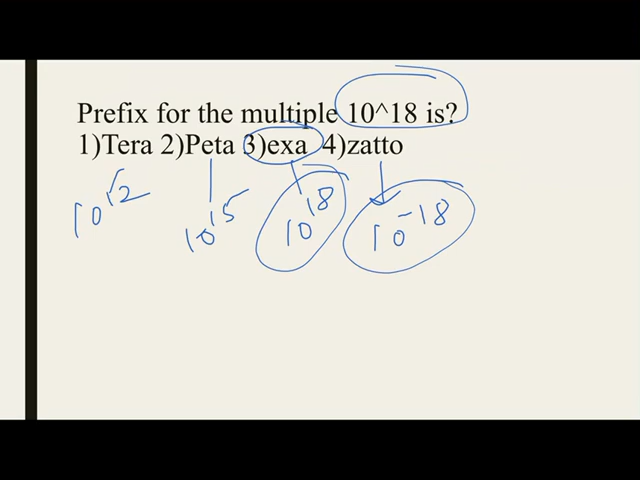 Prefix for the multiple 10^18 is?
1)Tera 2)Peta 3)exa 4)zatto
10^12 10^15 10^18 10^-18